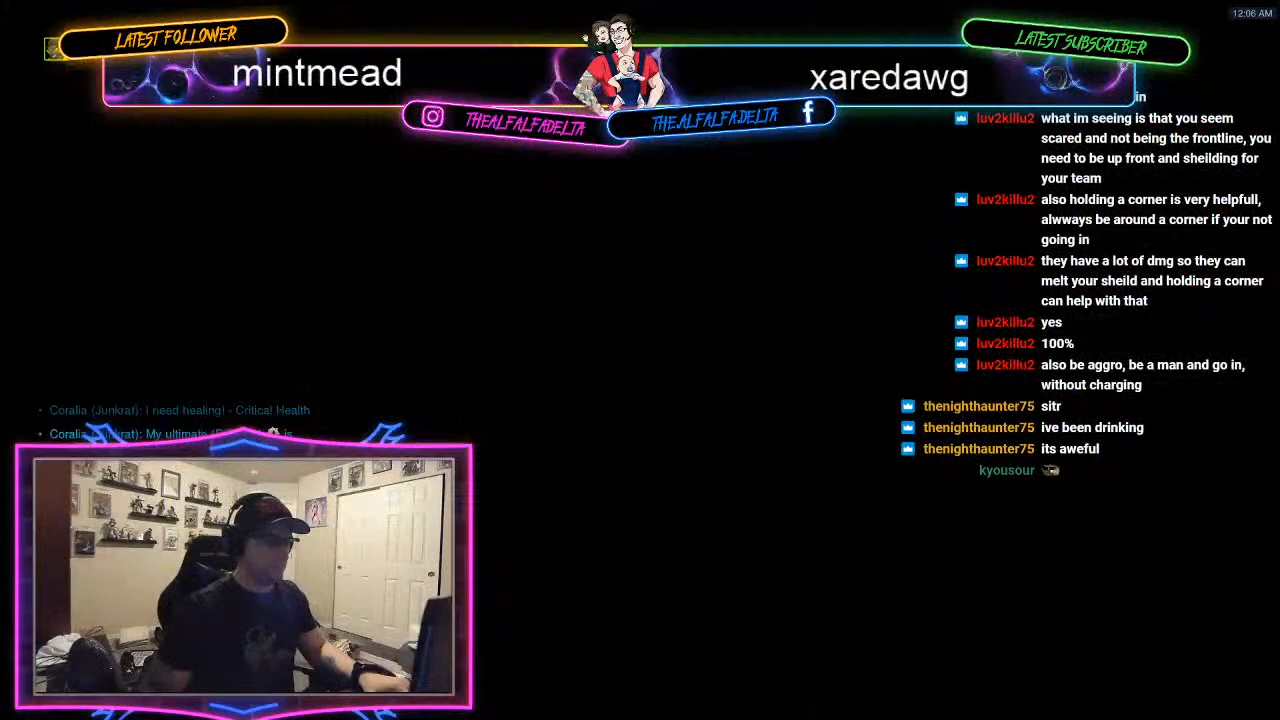 12:06 AM
LATEST FOLLOWER
LATEST SUBSCRIBER
mintmead
xaredawg
THEALFALFADELTA
THEALFALFADELTA
in
luv2killu2 what im seeing is that you seem
scared and not being the frontline, you
need to be up front and sheilding for
your team
luv2killu2 also holding a corner is very helpfull,
alwways be around a corner if your not
going in
luv2killu2 they have a lot of dmg so they can
melt your sheild and holding a corner
can help with that
luv2killu2 yes
luv2killu2 100%
luv2killu2 also be aggro, be a man and go in,
without charging
thenighthaunter75 sitr
thenighthaunter75 ive been drinking
thenighthaunter75 its aweful
kyousour
• Coralia (Junkrat): I need healing! - Critical Health
• Coralia My ultimate is